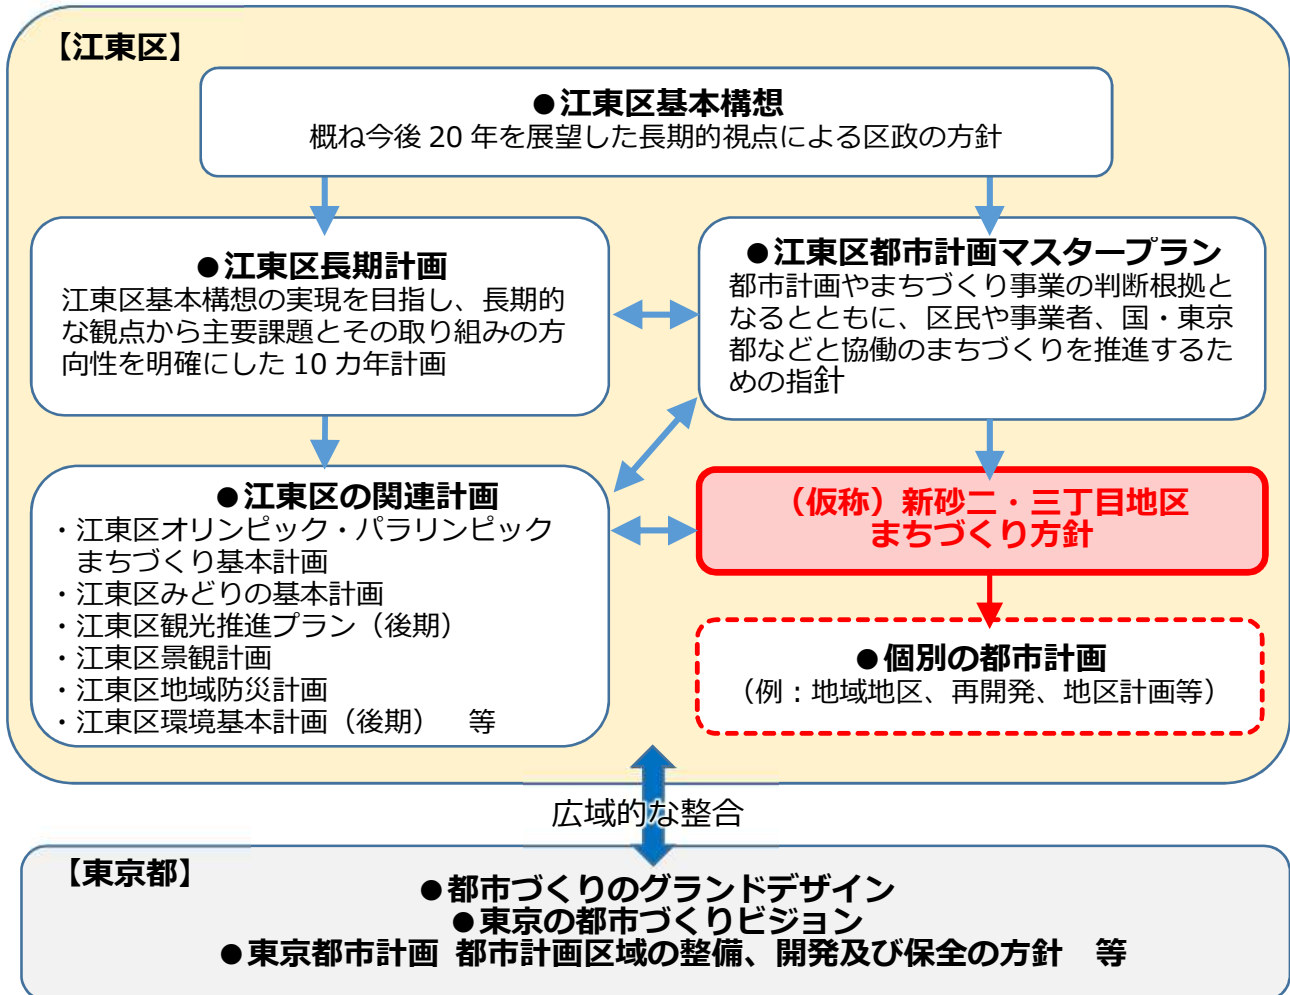 【江東区】
●江東区基本構想
概ね今後 20 年を展望した長期的視点による区政の方針
●江東区長期計画
江東区基本構想の実現を目指し、長期的
な観点から主要課題とその取り組みの方
向性を明確にした 10 カ年計画
●江東区都市計画マスタープラン
都市計画やまちづくり事業の判断根拠と
なるとともに、区民や事業者、国・東京
都などと協働のまちづくりを推進するた
めの指針
●江東区の関連計画
・江東区オリンピック・パラリンピック
まちづくり基本計画
・江東区みどりの基本計画
・江東区観光推進プラン（後期）
・江東区景観計画
・江東区地域防災計画
・江東区環境基本計画（後期）　等
（仮称）新砂二・三丁目地区
まちづくり方針
●個別の都市計画
（例：地域地区、再開発、地区計画等）
広域的な整合
【東京都】
●都市づくりのグランドデザイン
●東京の都市づくりビジョン
●東京都市計画 都市計画区域の整備、開発及び保全の方針　等